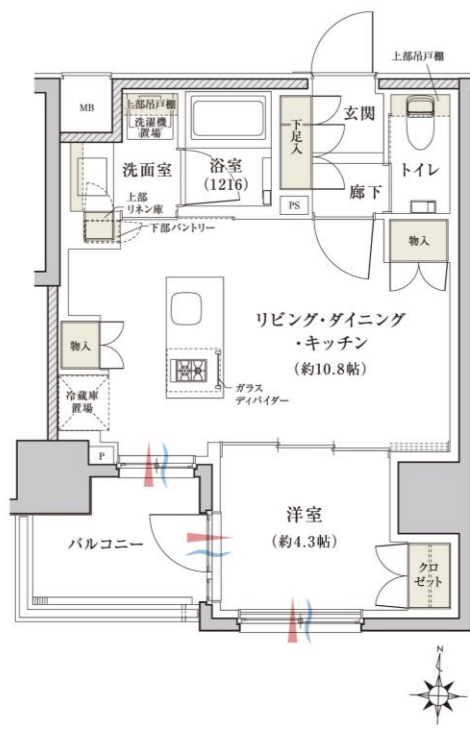 上部吊戸棚
MB
上部吊戸棚
洗濯機
置場
玄関
下足入
洗面室
浴室
(1216)
トイレ
廊下
上部
リネン庫
PS
下部パントリー
物入
リビング・ダイニング
・キッチン
(約10.8帖)
物入
ガラス
ディバイダー
冷蔵庫
置場
P
洋室
(約4.3帖)
バルコニー
クロ
ゼット
N